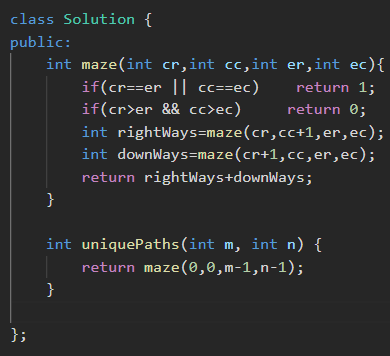 class Solution {
public:
    int maze(int cr,int cc,int er,int ec){
        if(cr==er || cc==ec)    return 1;
        if(cr>er && cc>ec)     return 0;
        int rightWays=maze(cr,cc+1,er,ec);
        int downWays=maze(cr+1,cc,er,ec);
        return rightWays+downWays;
    }
    int uniquePaths(int m, int n) {
        return maze(0,0,m-1,n-1);
    }
};